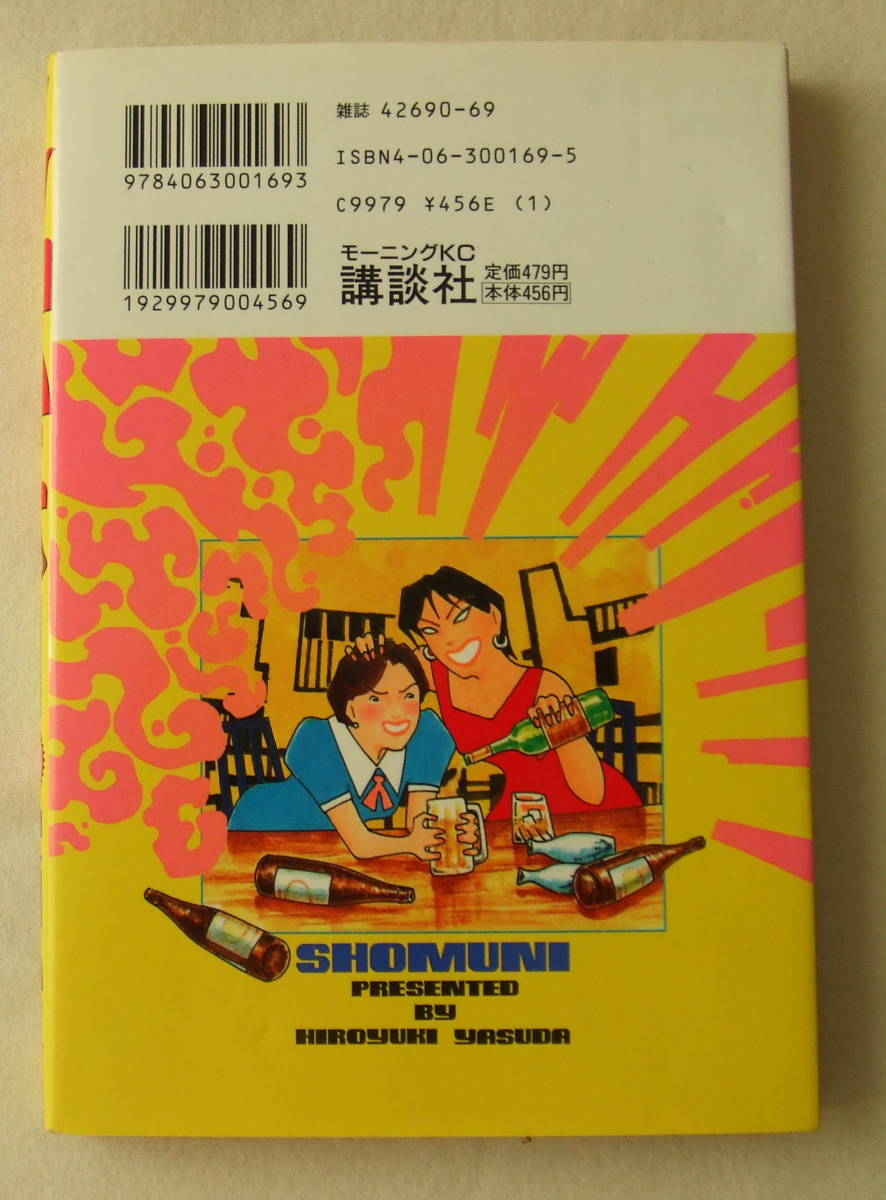 雑誌 42690-69
9784063001693
ISBN4-06-300169-5
C9979 ¥456E (1)
1929979004569
モーニングKC
講談社
定価479円
本体456円
SHOMUNI
PRESENTED
BY
HIROYUKI YASUDA